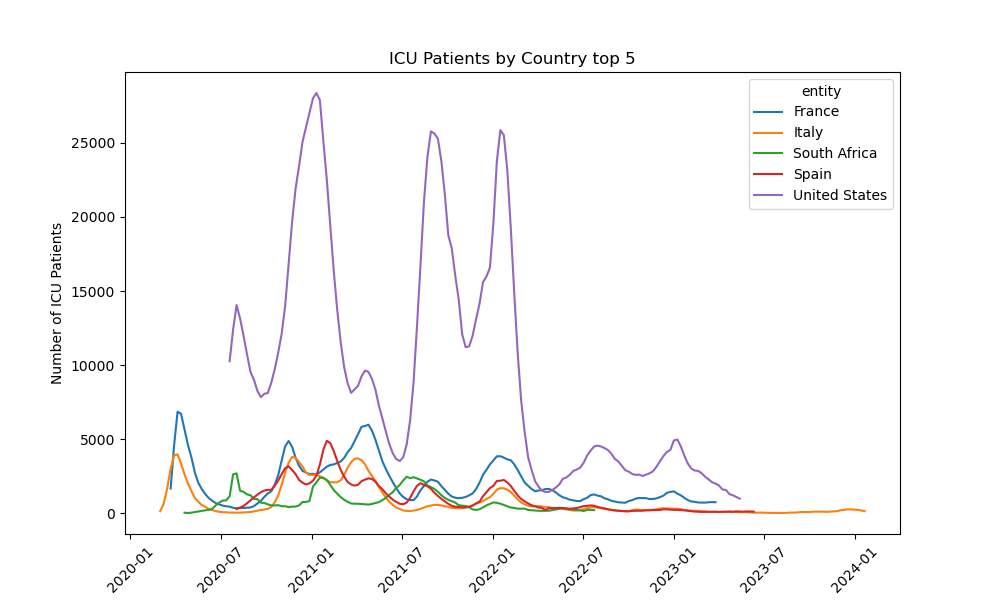 ICU Patients by Country top 5
entity
France
Italy
South Africa
Spain
United States
Number of ICU Patients
25000
20000
15000
10000
5000
0
2020-01
2020-07
2021-01
2021-07
2022-01
2022-07
2023-01
2023-07
2024-01